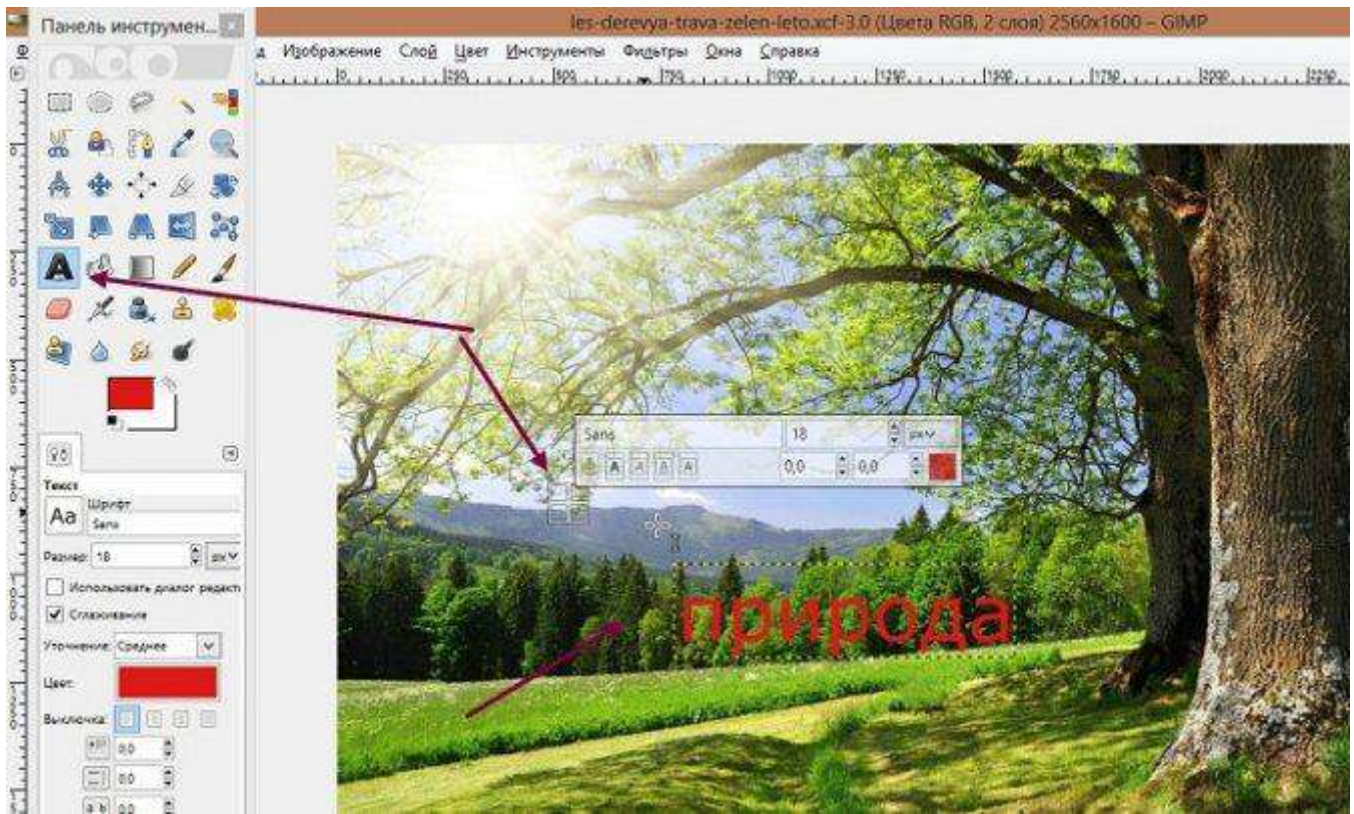 Панель инструмен...
les-derevya-trava-zelen-leto.xcf-3.0 (Цвета RGB, 2 слоя) 2560x1600 – GIMP
Изображение Слой Цвет Инструменты Фильтры Окна Справка
Sans 18 px
0,0 0,0
Текст
Шрифт
Aa
Sans
Размер: 18 px
Использовать диалог редакт
Сглаживание
Уточнение: Среднее
природа
Цвет:
Выключка:
0,0
0,0
a b 0,0